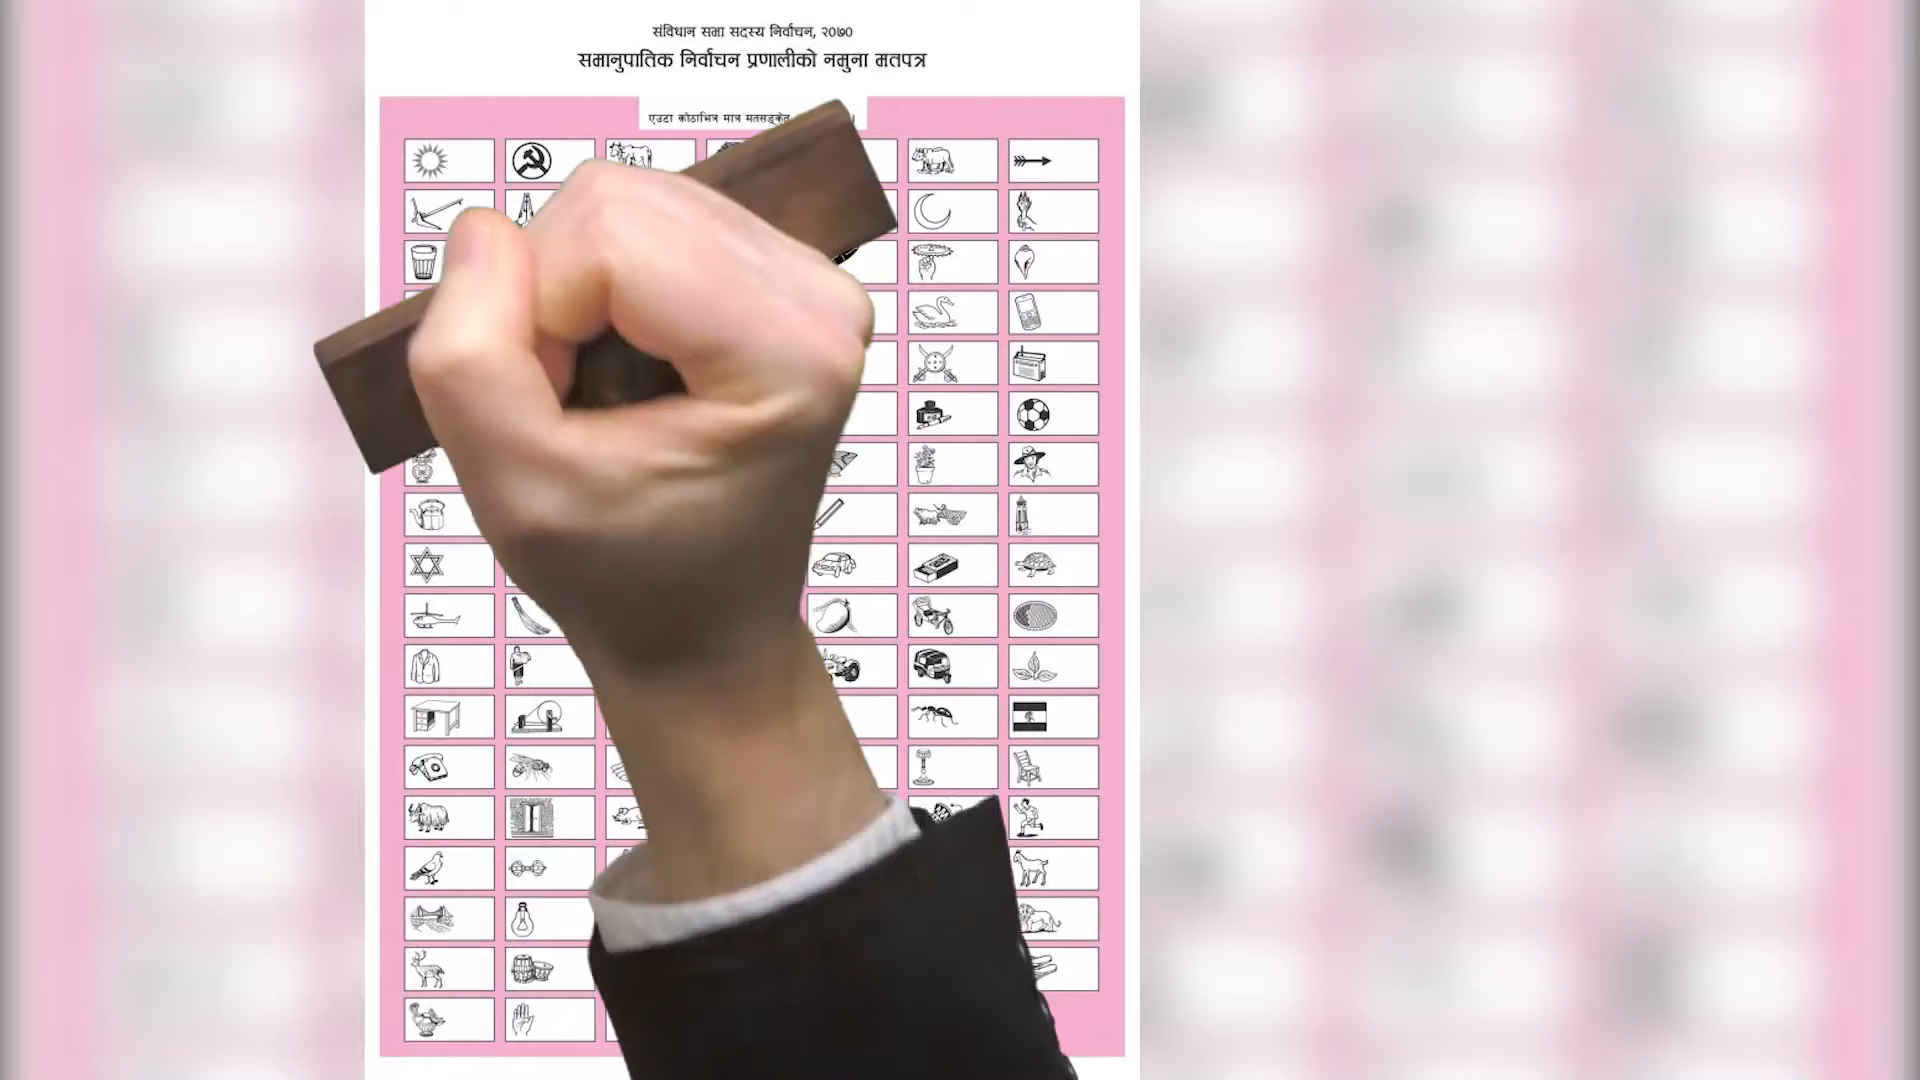 संविधान सभा सदस्य निर्वाचन, २०७०
समानुपातिक निर्वाचन प्रणालीको नमुना मतपत्र
एउटा कोठाभित्र मात्र मतसङ्केत